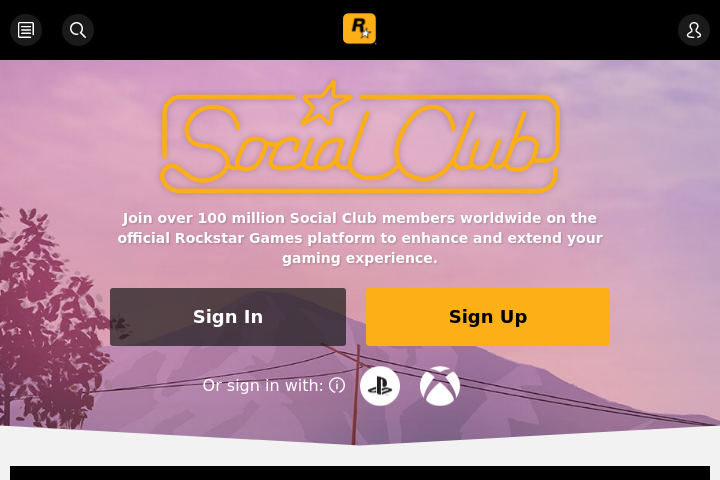 R
Social Club
Join over 100 million Social Club members worldwide on the
official Rockstar Games platform to enhance and extend your
gaming experience.
Sign In
Sign Up
Or sign in with: